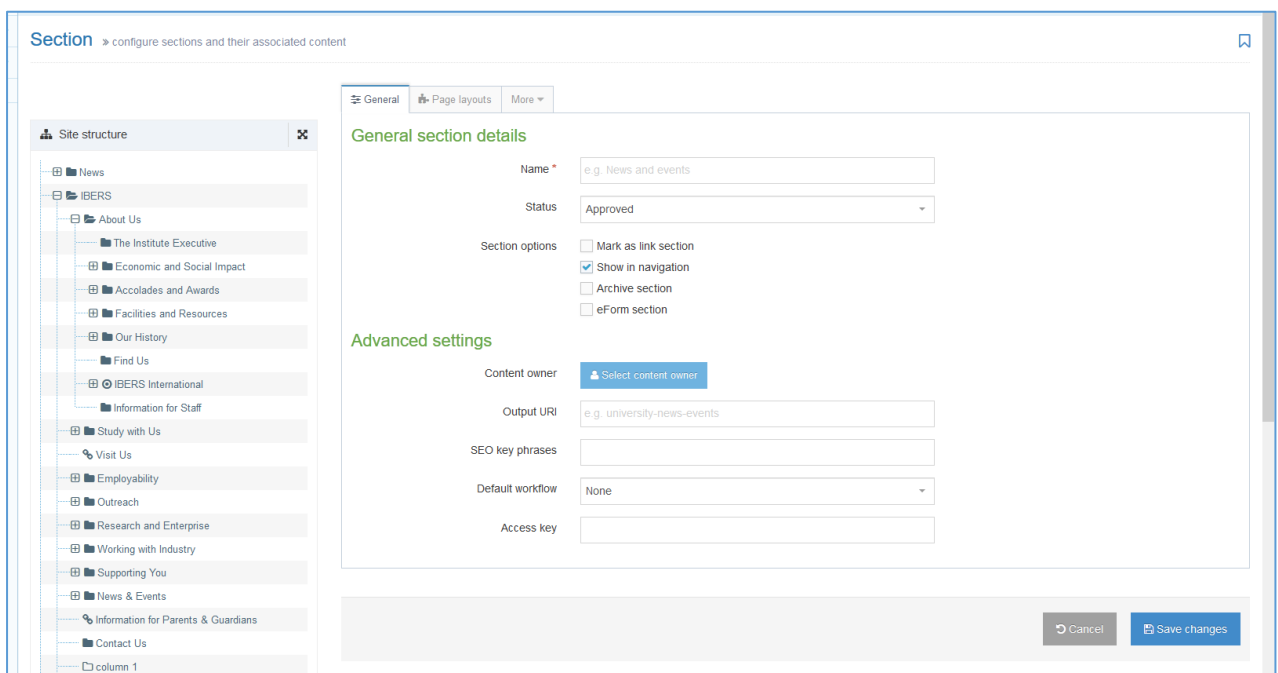 Section » configure sections and their associated content
General Page layouts More
Site structure
News
IBERS
About Us
The Institute Executive
Economic and Social Impact
Accolades and Awards
Facilities and Resources
Our History
Find Us
IBERS International
Information for Staff
Study with Us
Visit Us
Employability
Outreach
Research and Enterprise
Working with Industry
Supporting You
News & Events
Information for Parents & Guardians
Contact Us
column 1
General section details
Name * e.g. News and events
Status Approved
Section options Mark as link section
Show in navigation
Archive section
eForm section
Advanced settings
Content owner Select content owner
Output URI e.g. university-news-events
SEO key phrases
Default workflow None
Access key
Cancel Save changes